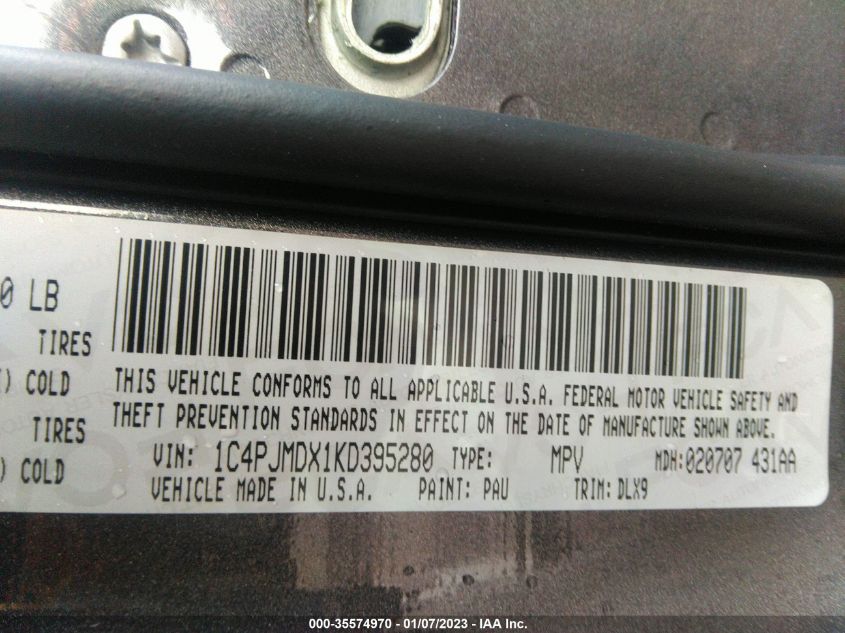 0 LB
TIRES
) COLD
TIRES
) COLD
THIS VEHICLE CONFORMS TO ALL APPLICABLE U.S.A. FEDERAL MOTOR VEHICLE SAFETY AND
THEFT PREVENTION STANDARDS IN EFFECT ON THE DATE OF MANUFACTURE SHOWN ABOVE.
VIN: 1C4PJMDX1KD395280 TYPE: MPV MDH:020707 431AA
VEHICLE MADE IN U.S.A. PAINT: PAU TRIM: DLX9
000-35574970 — 01/07/2023 — IAA Inc.